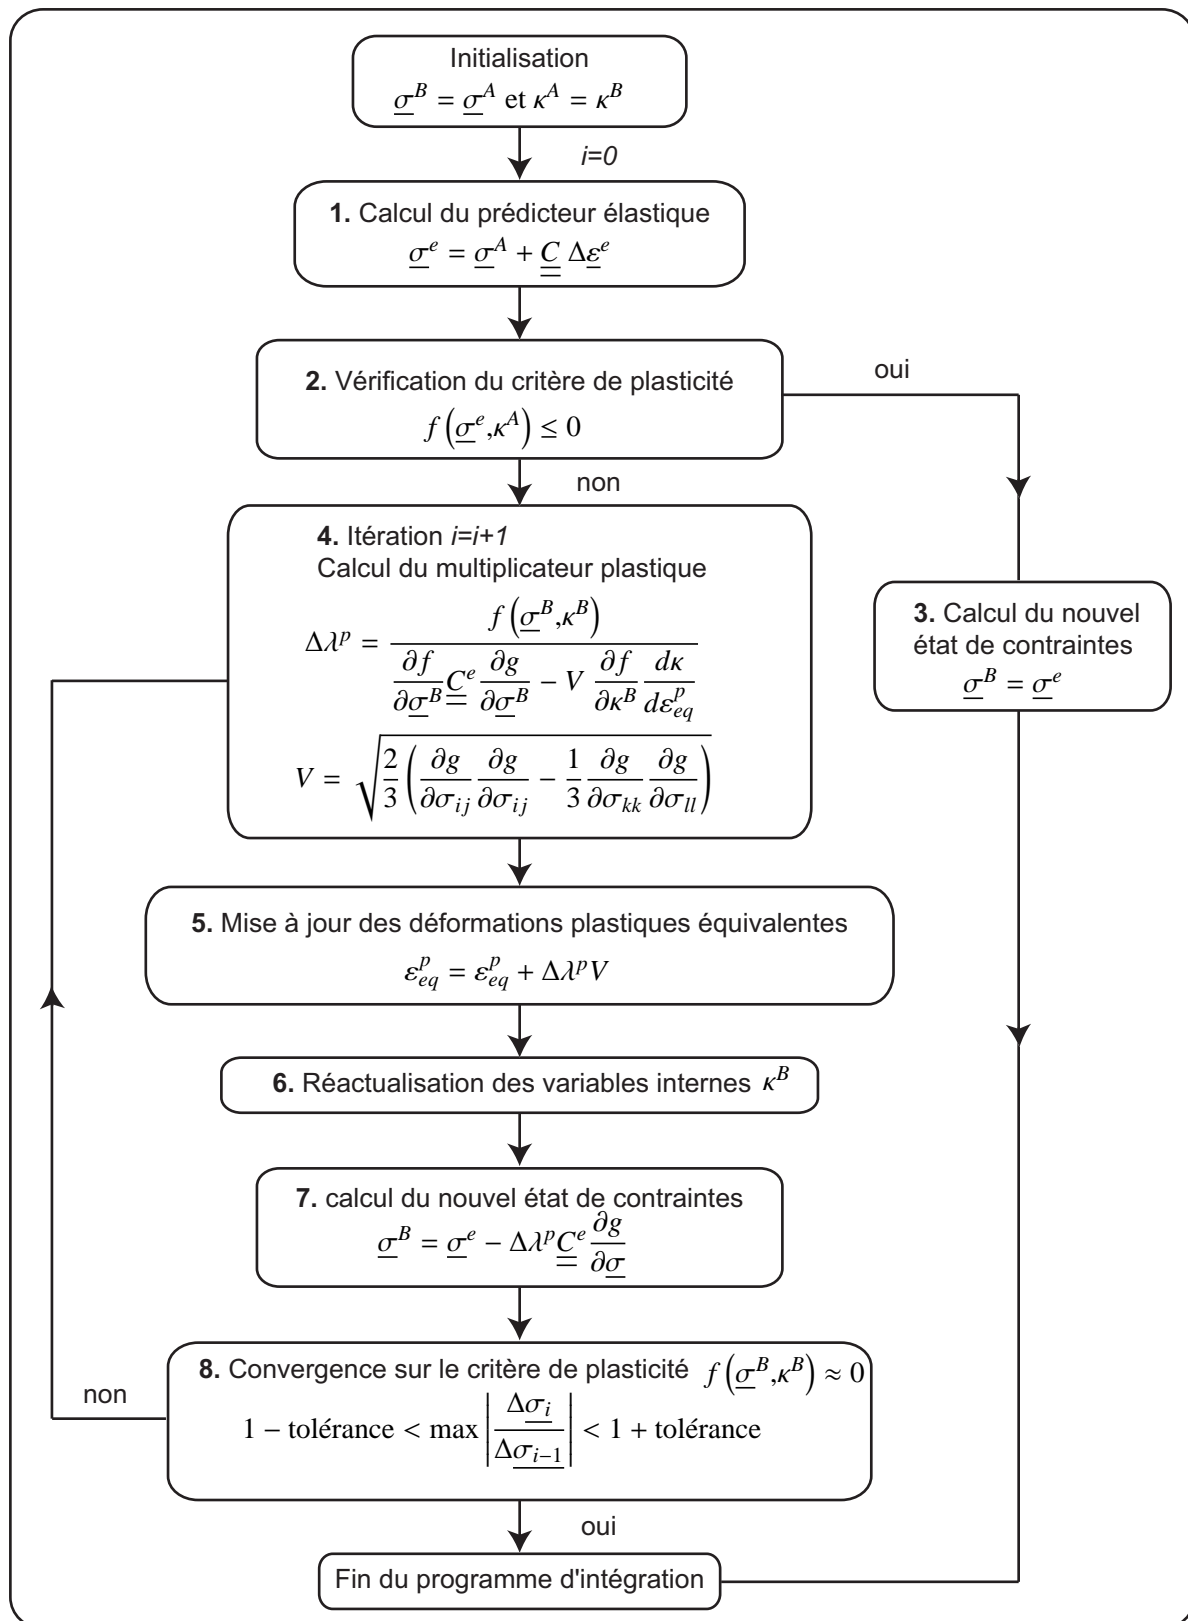 Initialisation
σ^B = σ^A et κ^A = κ^B
i=0
1. Calcul du prédicteur élastique
σ^e = σ^A + C Δε^e
2. Vérification du critère de plasticité
f (σ^e,κ^A) ≤ 0
oui
non
4. Itération i=i+1
Calcul du multiplicateur plastique
Δλ^p = f (σ^B,κ^B) / (∂f/∂σ^B C^e ∂g/∂σ^B − V ∂f/∂κ^B dκ/dε_eq^p)
V = √(2/3 (∂g/∂σ_ij ∂g/∂σ_ij − 1/3 ∂g/∂σ_kk ∂g/∂σ_ll))
3. Calcul du nouvel
état de contraintes
σ^B = σ^e
5. Mise à jour des déformations plastiques équivalentes
ε_eq^p = ε_eq^p + Δλ^p V
6. Réactualisation des variables internes κ^B
7. calcul du nouvel état de contraintes
σ^B = σ^e − Δλ^p C^e ∂g/∂σ
8. Convergence sur le critère de plasticité f (σ^B,κ^B) ≈ 0
1 − tolérance < max |Δσ_i/Δσ_i−1| < 1 + tolérance
non
oui
Fin du programme d'intégration